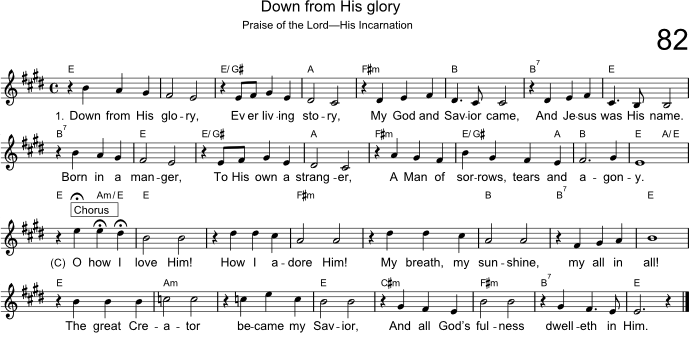 Down from His glory
Praise of the Lord—His Incarnation
82
E E/G♯ A F♯m B B7 E
1. Down from His glo-ry, Ev er liv-ing sto-ry, My God and Sav-ior came, And Je-sus was His name.
B7 E E/G♯ A F♯m E/G♯ A B E A/E
Born in a man-ger, To His own a strang-er, A Man of sor-rows, tears and a-gon-y.
E Am/E E F♯m B B7 E
Chorus
(C) O how I love Him! How I a-dore Him! My breath, my sun-shine, my all in all!
E Am E C♯m F♯m B7 E
The great Cre-a-tor be-came my Sav-ior, And all God's ful-ness dwell-eth in Him.